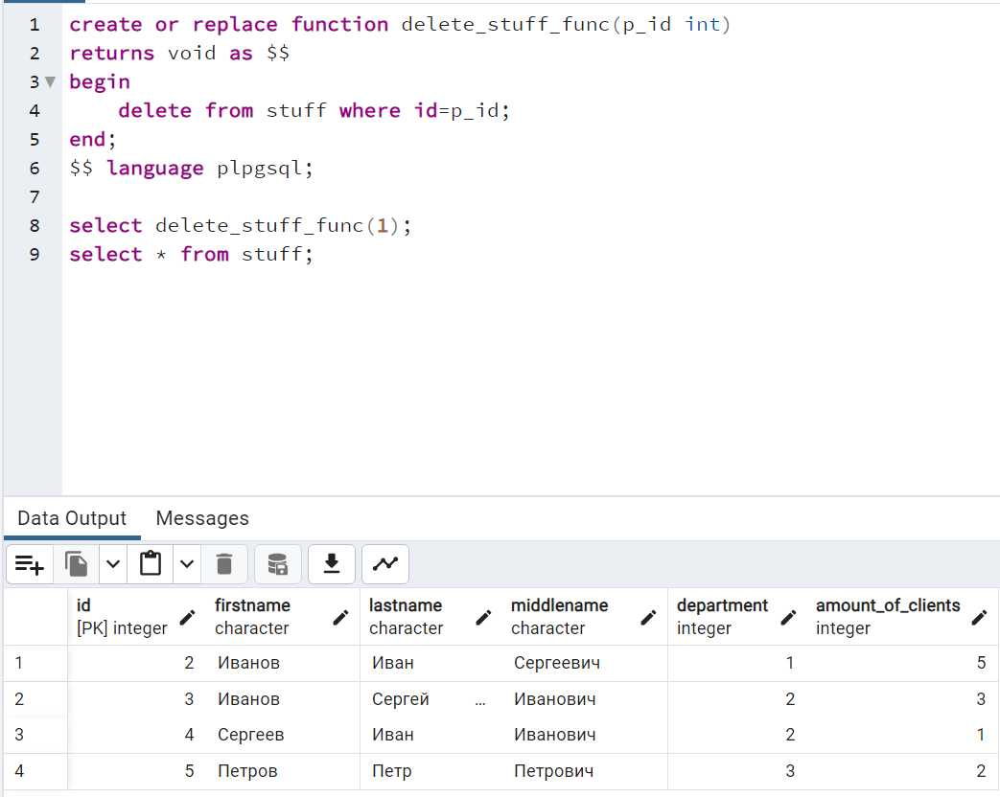 1 create or replace function delete_stuff_func(p_id int)
2 returns void as $$
3 begin
4     delete from stuff where id=p_id;
5 end;
6 $$ language plpgsql;
7
8 select delete_stuff_func(1);
9 select * from stuff;
Data Output Messages
id firstname lastname middlename department amount_of_clients
[PK] integer character character character integer integer
1 2 Иванов Иван Сергеевич 1 5
2 3 Иванов Сергей ... Иванович 2 3
3 4 Сергеев Иван Иванович 2 1
4 5 Петров Петр Петрович 3 2